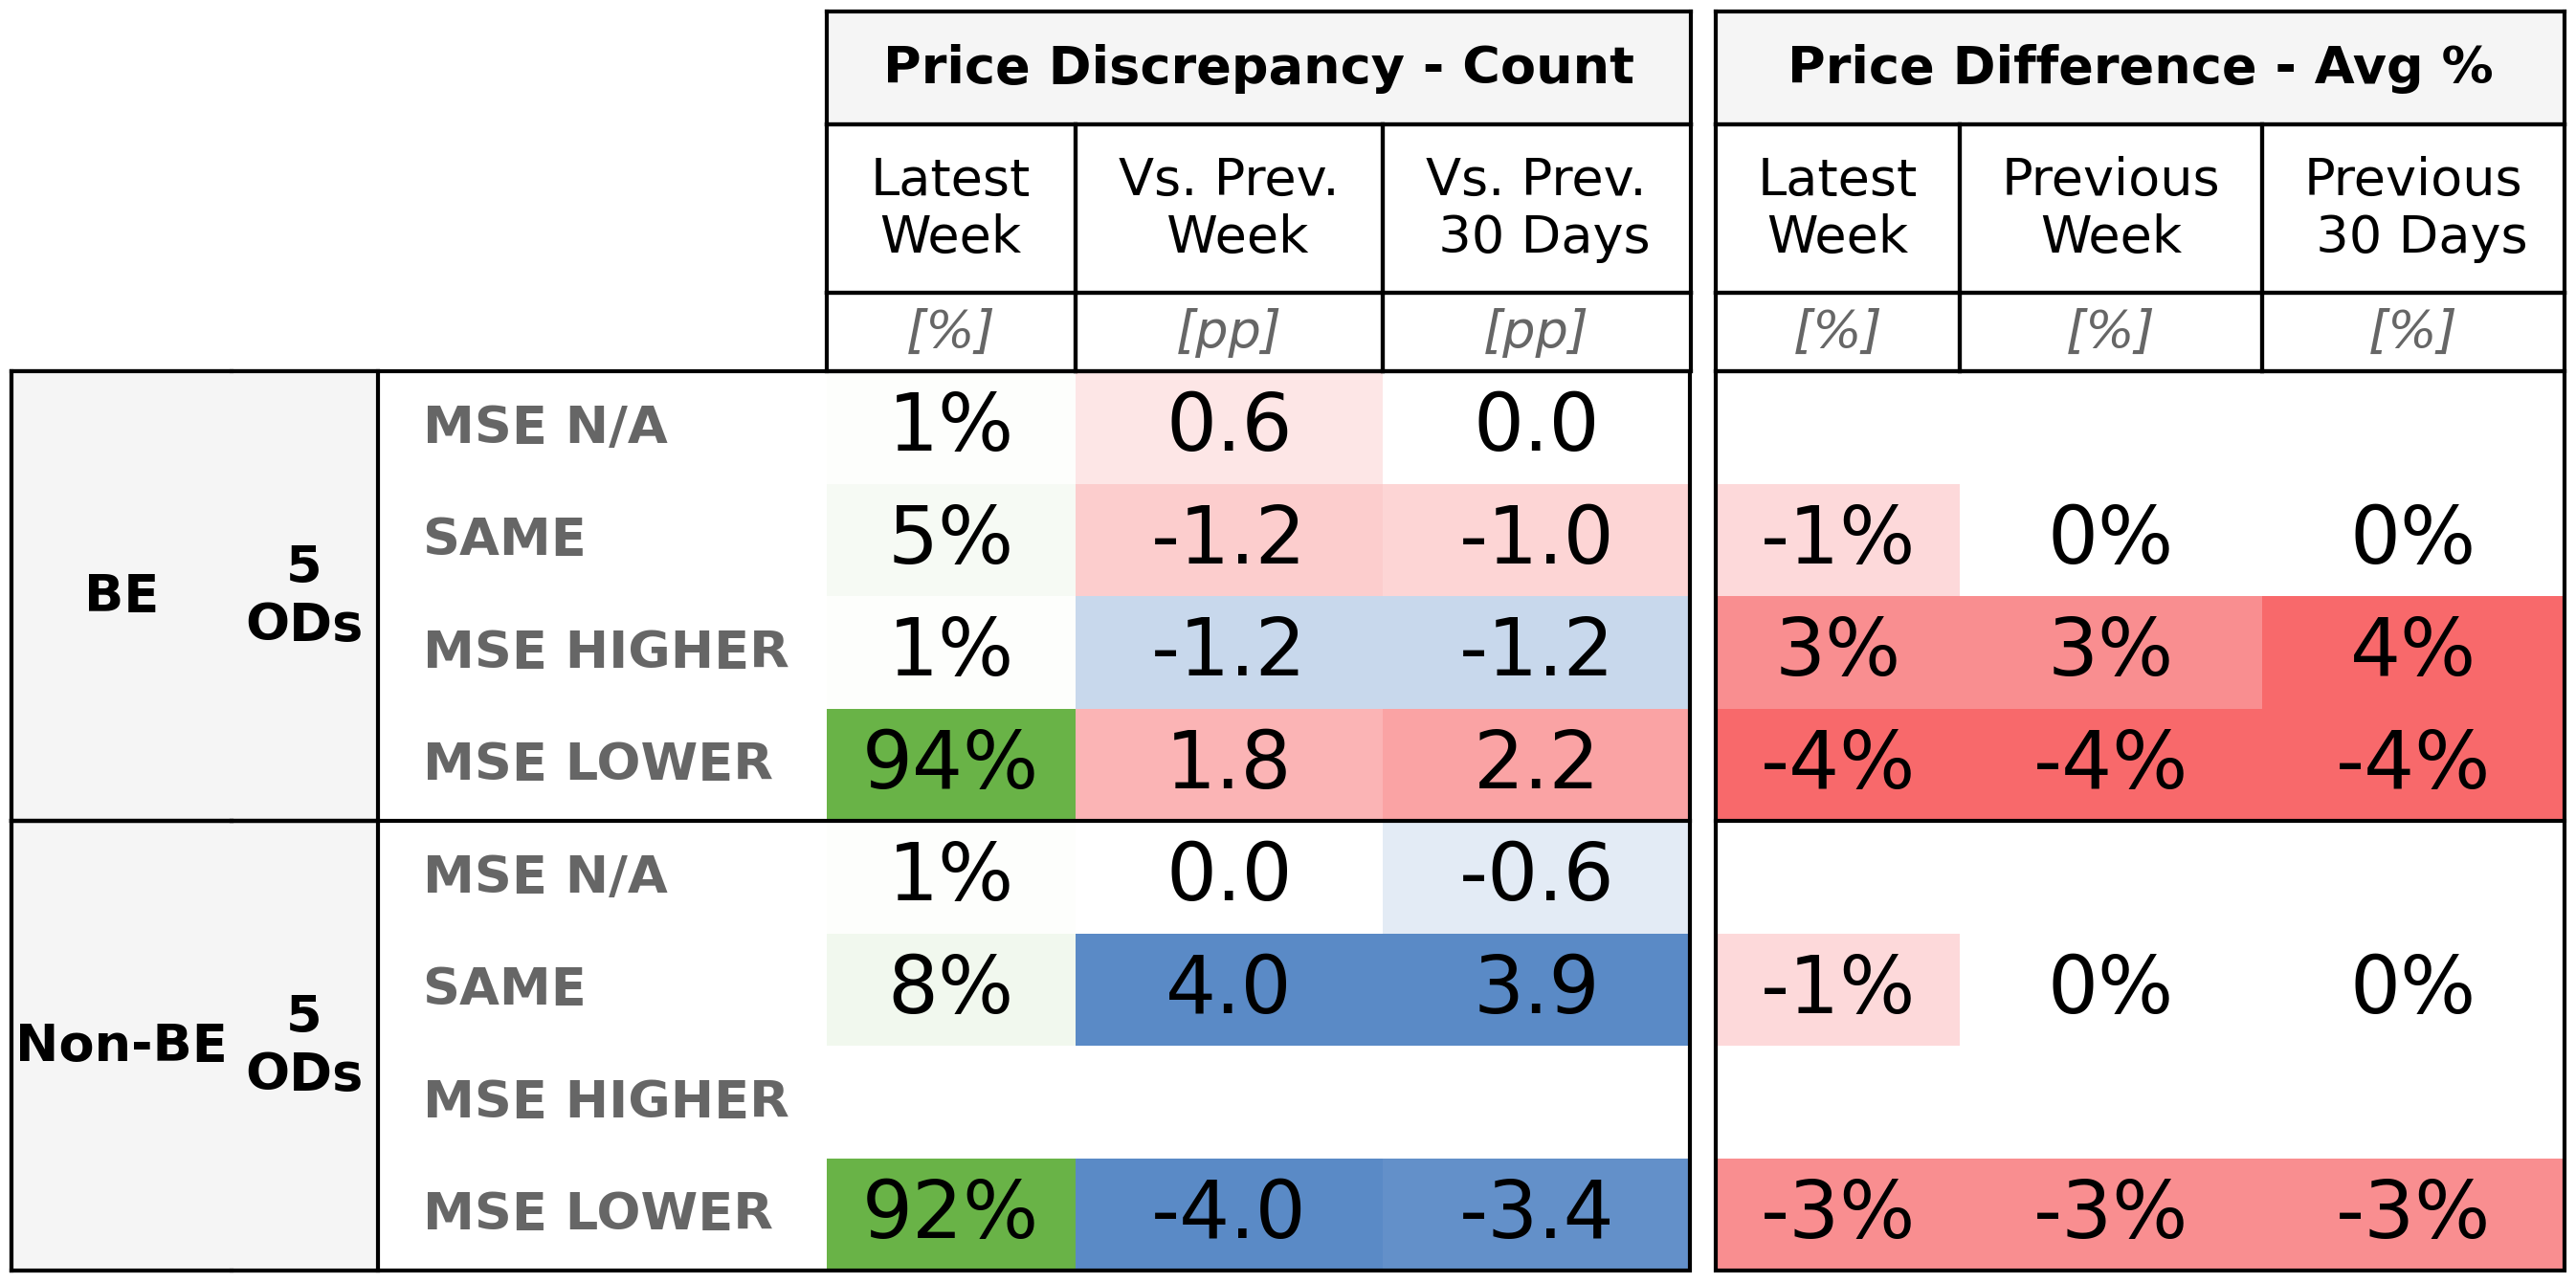 Price Discrepancy - Count Price Difference - Avg %
Latest Week Vs. Prev. Week Vs. Prev. 30 Days Latest Week Previous Week Previous 30 Days
[%] [pp] [pp] [%] [%] [%]
BE 5 ODs
MSE N/A 1% 0.6 0.0
SAME 5% -1.2 -1.0 -1% 0% 0%
MSE HIGHER 1% -1.2 -1.2 3% 3% 4%
MSE LOWER 94% 1.8 2.2 -4% -4% -4%
Non-BE 5 ODs
MSE N/A 1% 0.0 -0.6
SAME 8% 4.0 3.9 -1% 0% 0%
MSE HIGHER
MSE LOWER 92% -4.0 -3.4 -3% -3% -3%